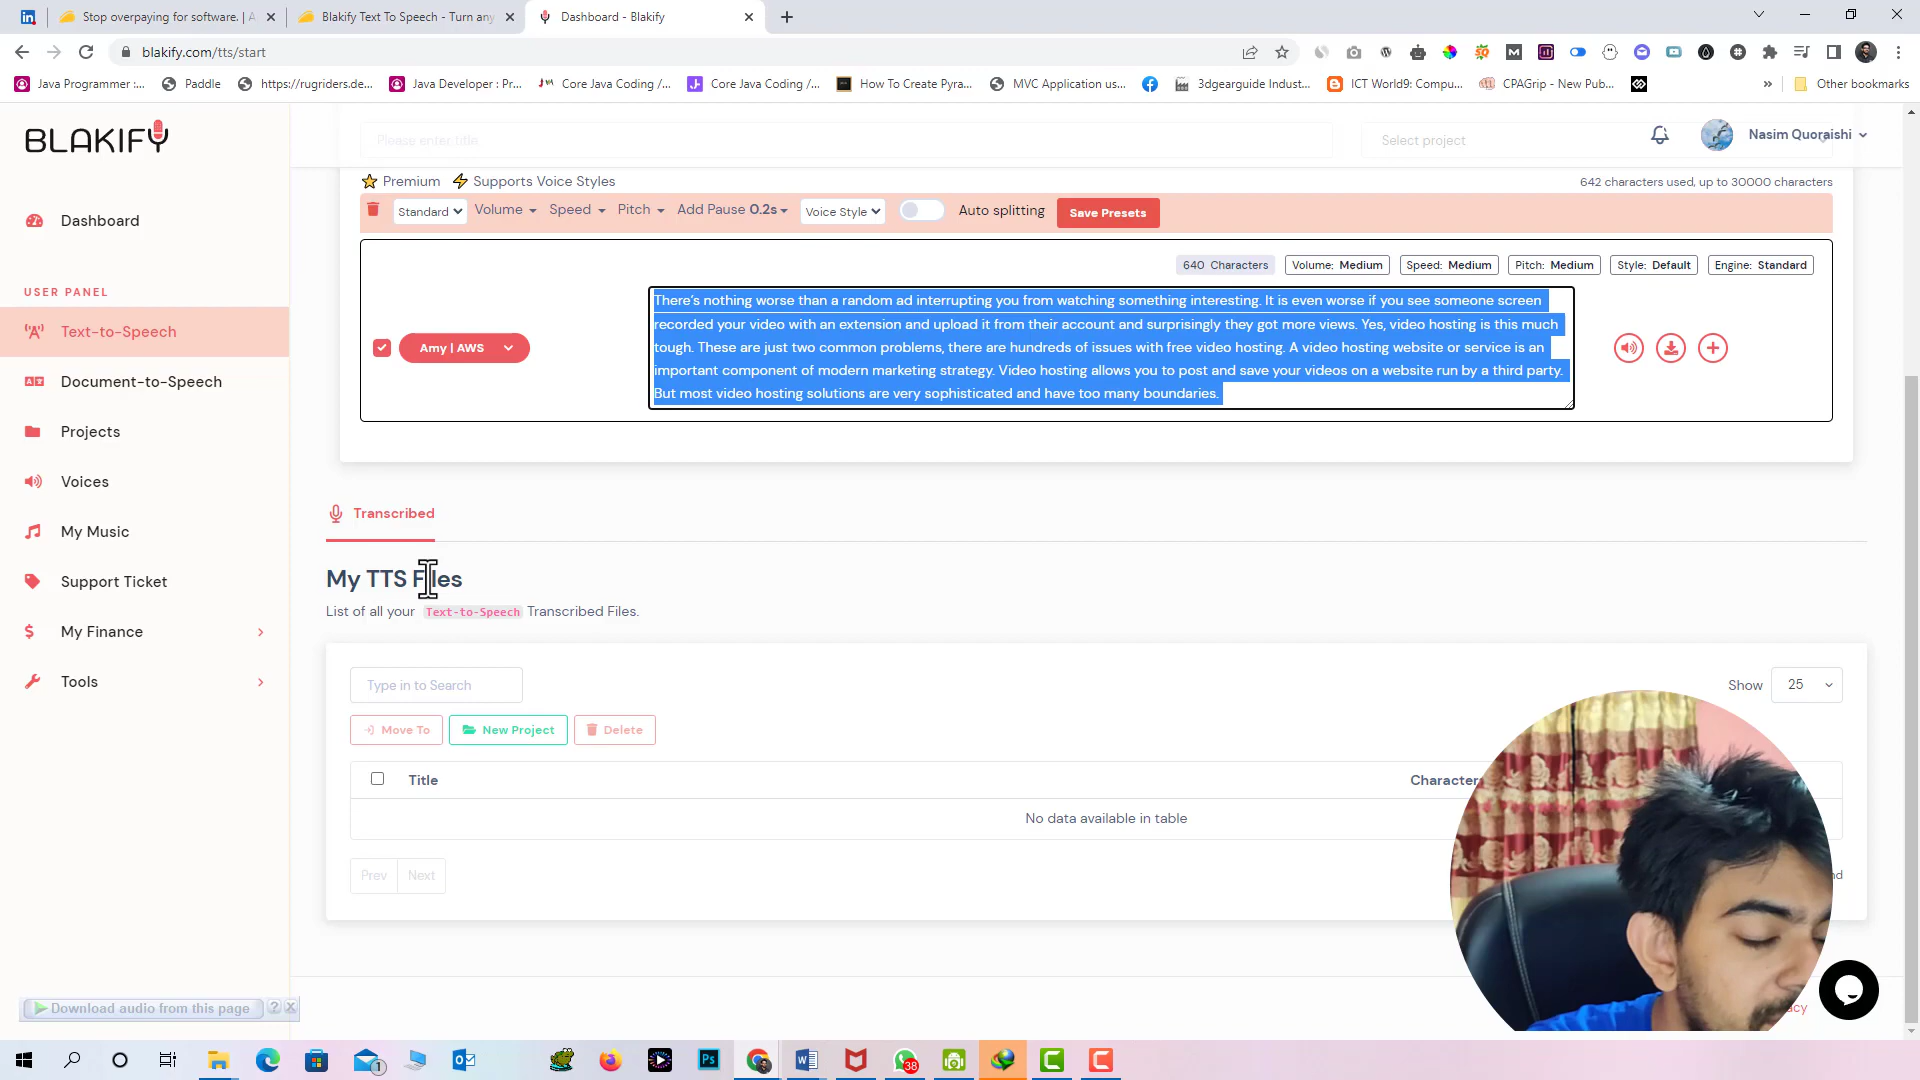 Stop overpaying for software. | A
Blakify Text To Speech - Turn any
Dashboard - Blakify
blakify.com/tts/start
Java Programmer :...
Paddle
https://rugriders.de...
Java Developer : Pr...
Core Java Coding /...
Core Java Coding /...
How To Create Pyra...
MVC Application us...
3dgearguide Indust...
ICT World9: Compu...
CPAGrip - New Pub...
Other bookmarks
BLAKIFY
Please enter title
Select project
Nasim Quoraishi
Premium
Supports Voice Styles
642 characters used, up to 30000 characters
Standard
Volume
Speed
Pitch
Add Pause 0.2s
Voice Style
Auto splitting
Save Presets
640 Characters
Volume: Medium
Speed: Medium
Pitch: Medium
Style: Default
Engine: Standard
Amy | AWS
There's nothing worse than a random ad interrupting you from watching something interesting. It is even worse if you see someone screen
recorded your video with an extension and upload it from their account and surprisingly they got more views. Yes, video hosting is this much
tough. These are just two common problems, there are hundreds of issues with free video hosting. A video hosting website or service is an
important component of modern marketing strategy. Video hosting allows you to post and save your videos on a website run by a third party.
But most video hosting solutions are very sophisticated and have too many boundaries.
Dashboard
USER PANEL
Text-to-Speech
Document-to-Speech
Projects
Voices
My Music
Support Ticket
My Finance
Tools
Transcribed
My TTS Files
List of all your Text-to-Speech Transcribed Files.
Type in to Search
Show 25
Move To
New Project
Delete
Title
Character
No data available in table
Prev
Next
Download audio from this page
38
1